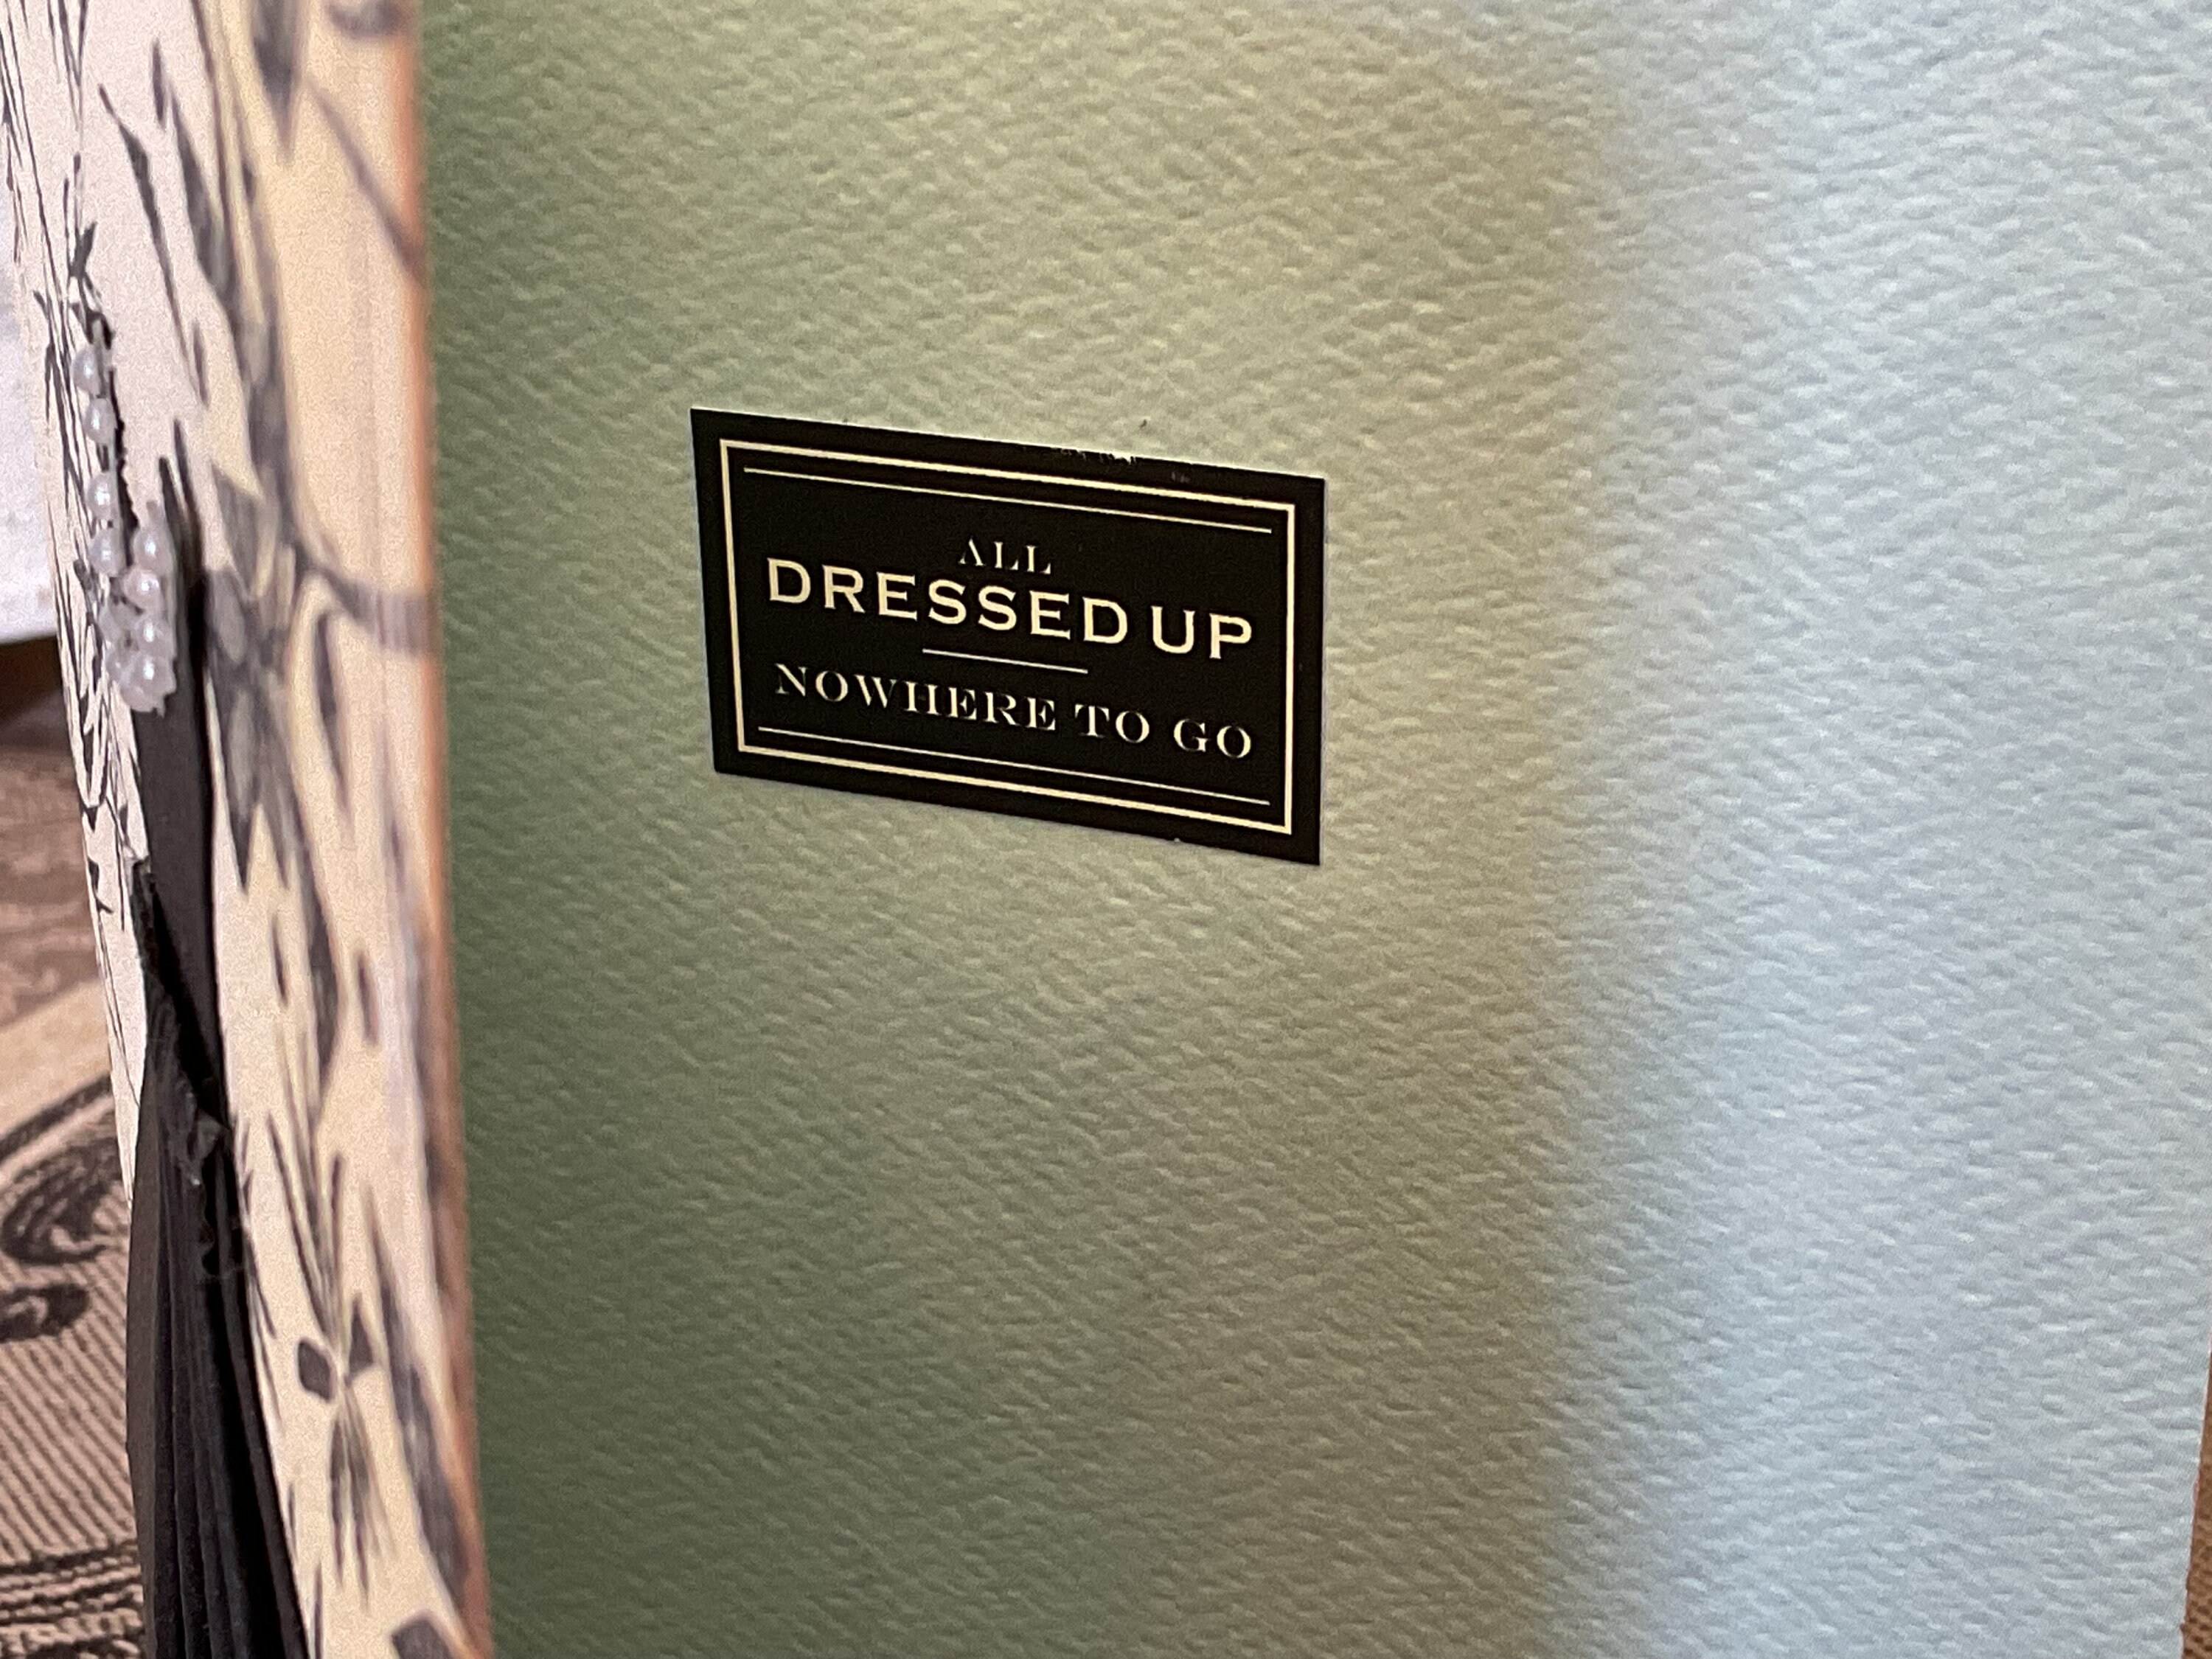 ALL
DRESSED UP
NOWHERE TO GO